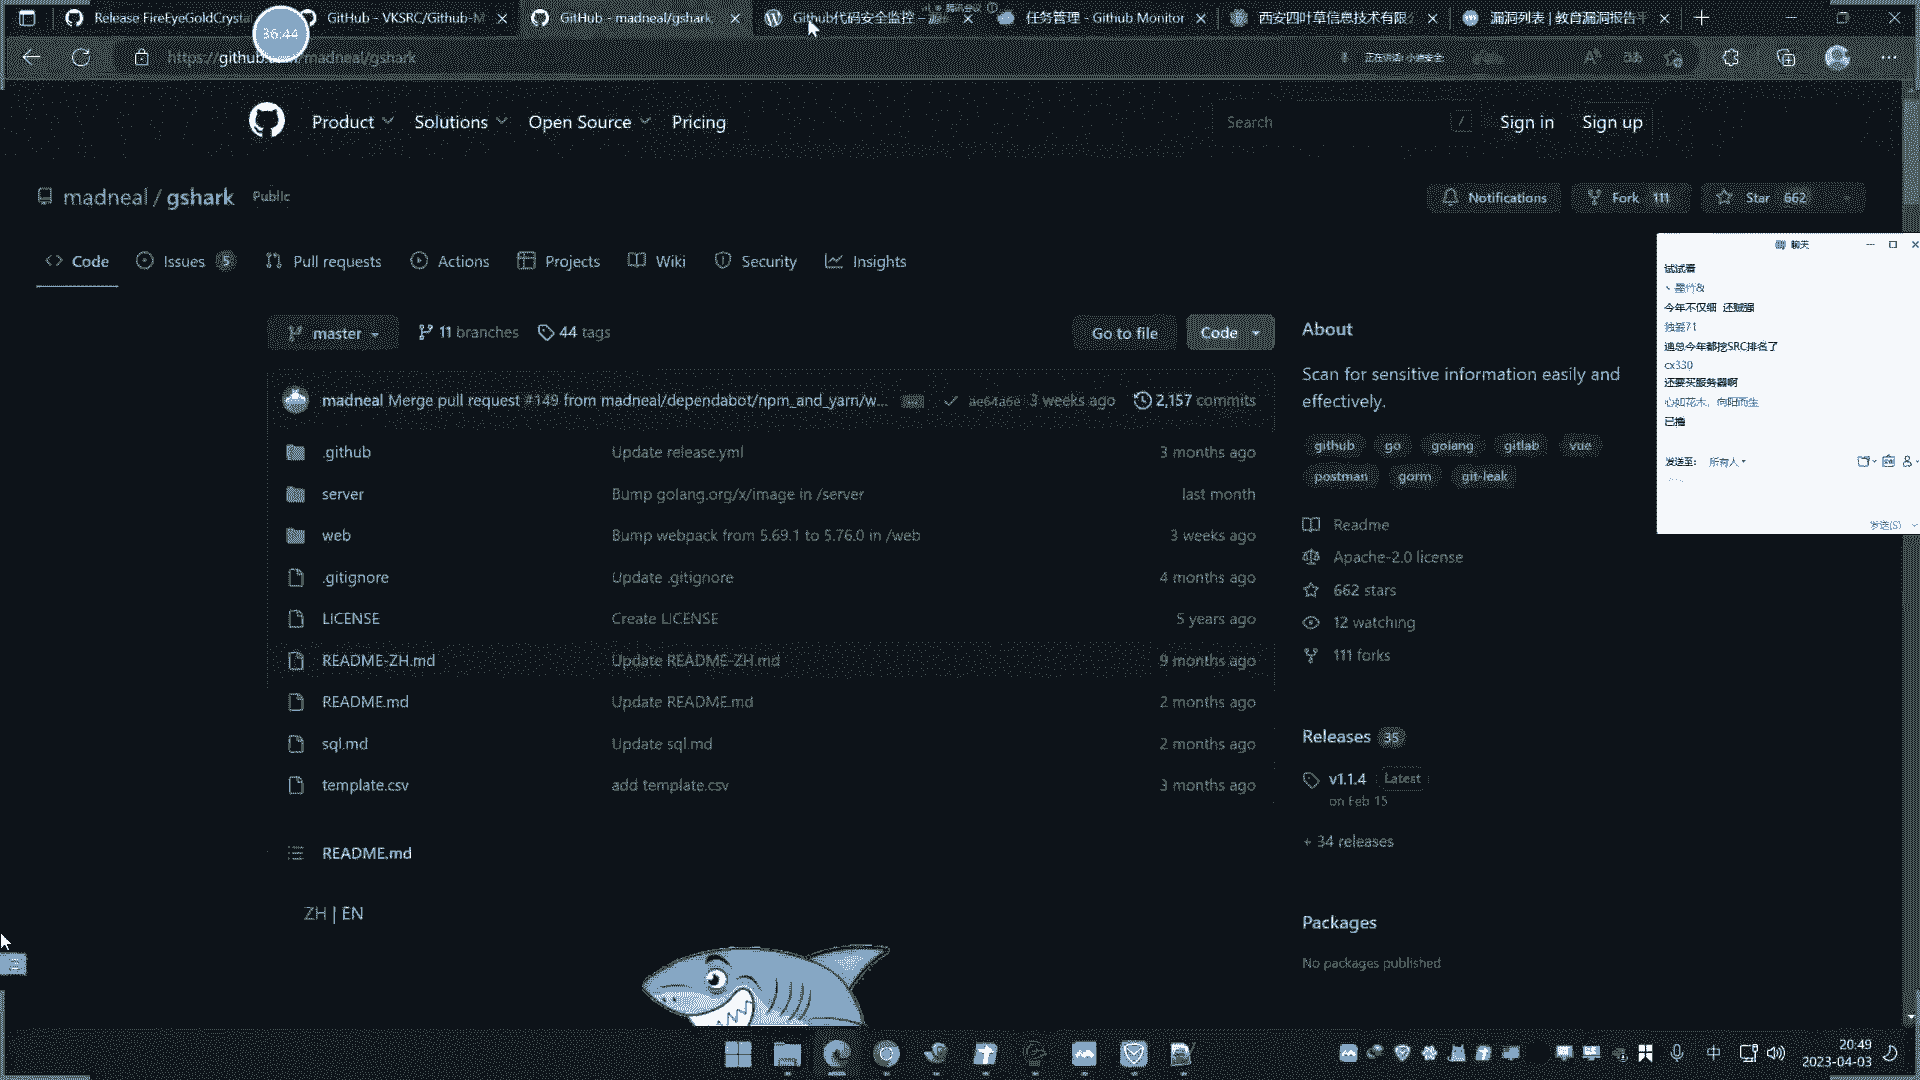 Release FireEyeGoldCrysta
GitHub - VKSRC/Github-M
GitHub - madneal/gshark
Github代码安全监控 –
任务管理 - Github Monitor
西安四叶草信息技术有限
漏洞列表 | 教育漏洞报告平
36:44
https://github.com/madneal/gshark
Product
Solutions
Open Source
Pricing
Search
/
Sign in
Sign up
madneal / gshark
Public
Notifications
Fork 111
Star 662
Code
Issues 5
Pull requests
Actions
Projects
Wiki
Security
Insights
聊天
试试看
、墨竹&
今年不仅细 还贼强
独爱71
迪总今年都挖SRC排名了
cx330
还要买服务器啊
心如花木，向阳而生
已播
发送至: 所有人
发送(S)
master
11 branches
44 tags
Go to file
Code
madneal Merge pull request #149 from madneal/dependabot/npm_and_yarn/w...
ae64a6e 3 weeks ago
2,157 commits
.github
Update release.yml
3 months ago
server
Bump golang.org/x/image in /server
last month
web
Bump webpack from 5.69.1 to 5.76.0 in /web
3 weeks ago
.gitignore
Update .gitignore
4 months ago
LICENSE
Create LICENSE
5 years ago
README-ZH.md
Update README-ZH.md
9 months ago
README.md
Update README.md
2 months ago
sql.md
Update sql.md
2 months ago
template.csv
add template.csv
3 months ago
README.md
ZH | EN
About
Scan for sensitive information easily and
effectively.
github go golang gitlab vue
postman gorm git-leak
Readme
Apache-2.0 license
662 stars
12 watching
111 forks
Releases 35
v1.1.4 Latest
on Feb 15
+ 34 releases
Packages
No packages published
中
20:49
2023-04-03